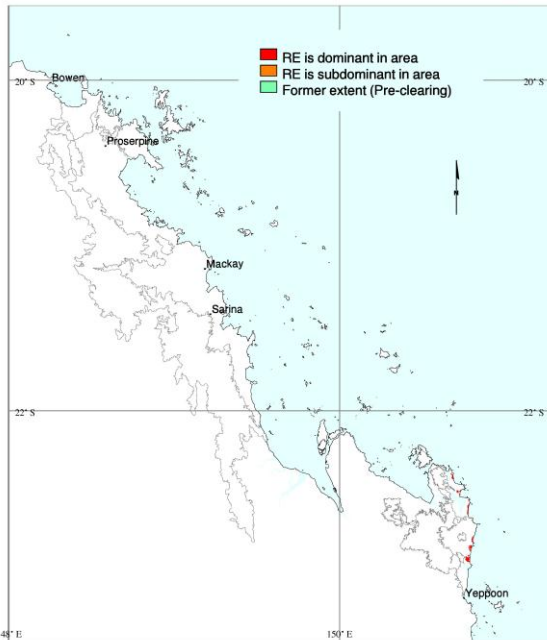 RE is dominant in area
RE is subdominant in area
Former extent (Pre-clearing)
20° S
20° S
Bowen
Proserpine
N
Mackay
Sarina
22° S
22° S
Yeppoon
48° E
150° E